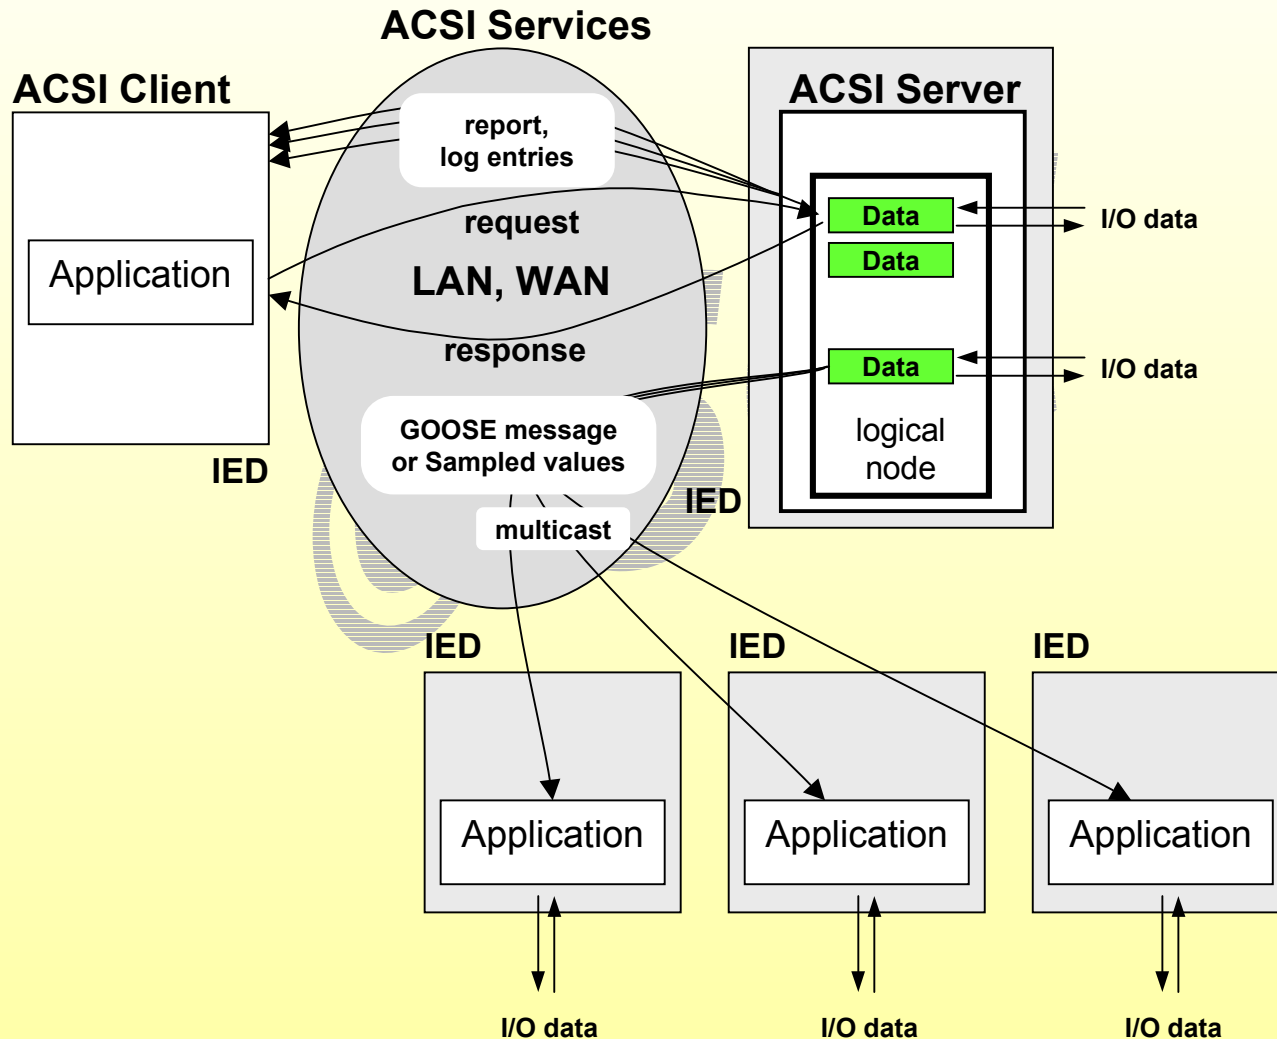 ACSI Services
ACSI Client
ACSI Server
report,
log entries
request
LAN, WAN
response
Application
IED
Data
I/O data
Data
Data
I/O data
logical
node
IED
GOOSE message
or Sampled values
multicast
IED
IED
IED
Application
Application
Application
I/O data
I/O data
I/O data